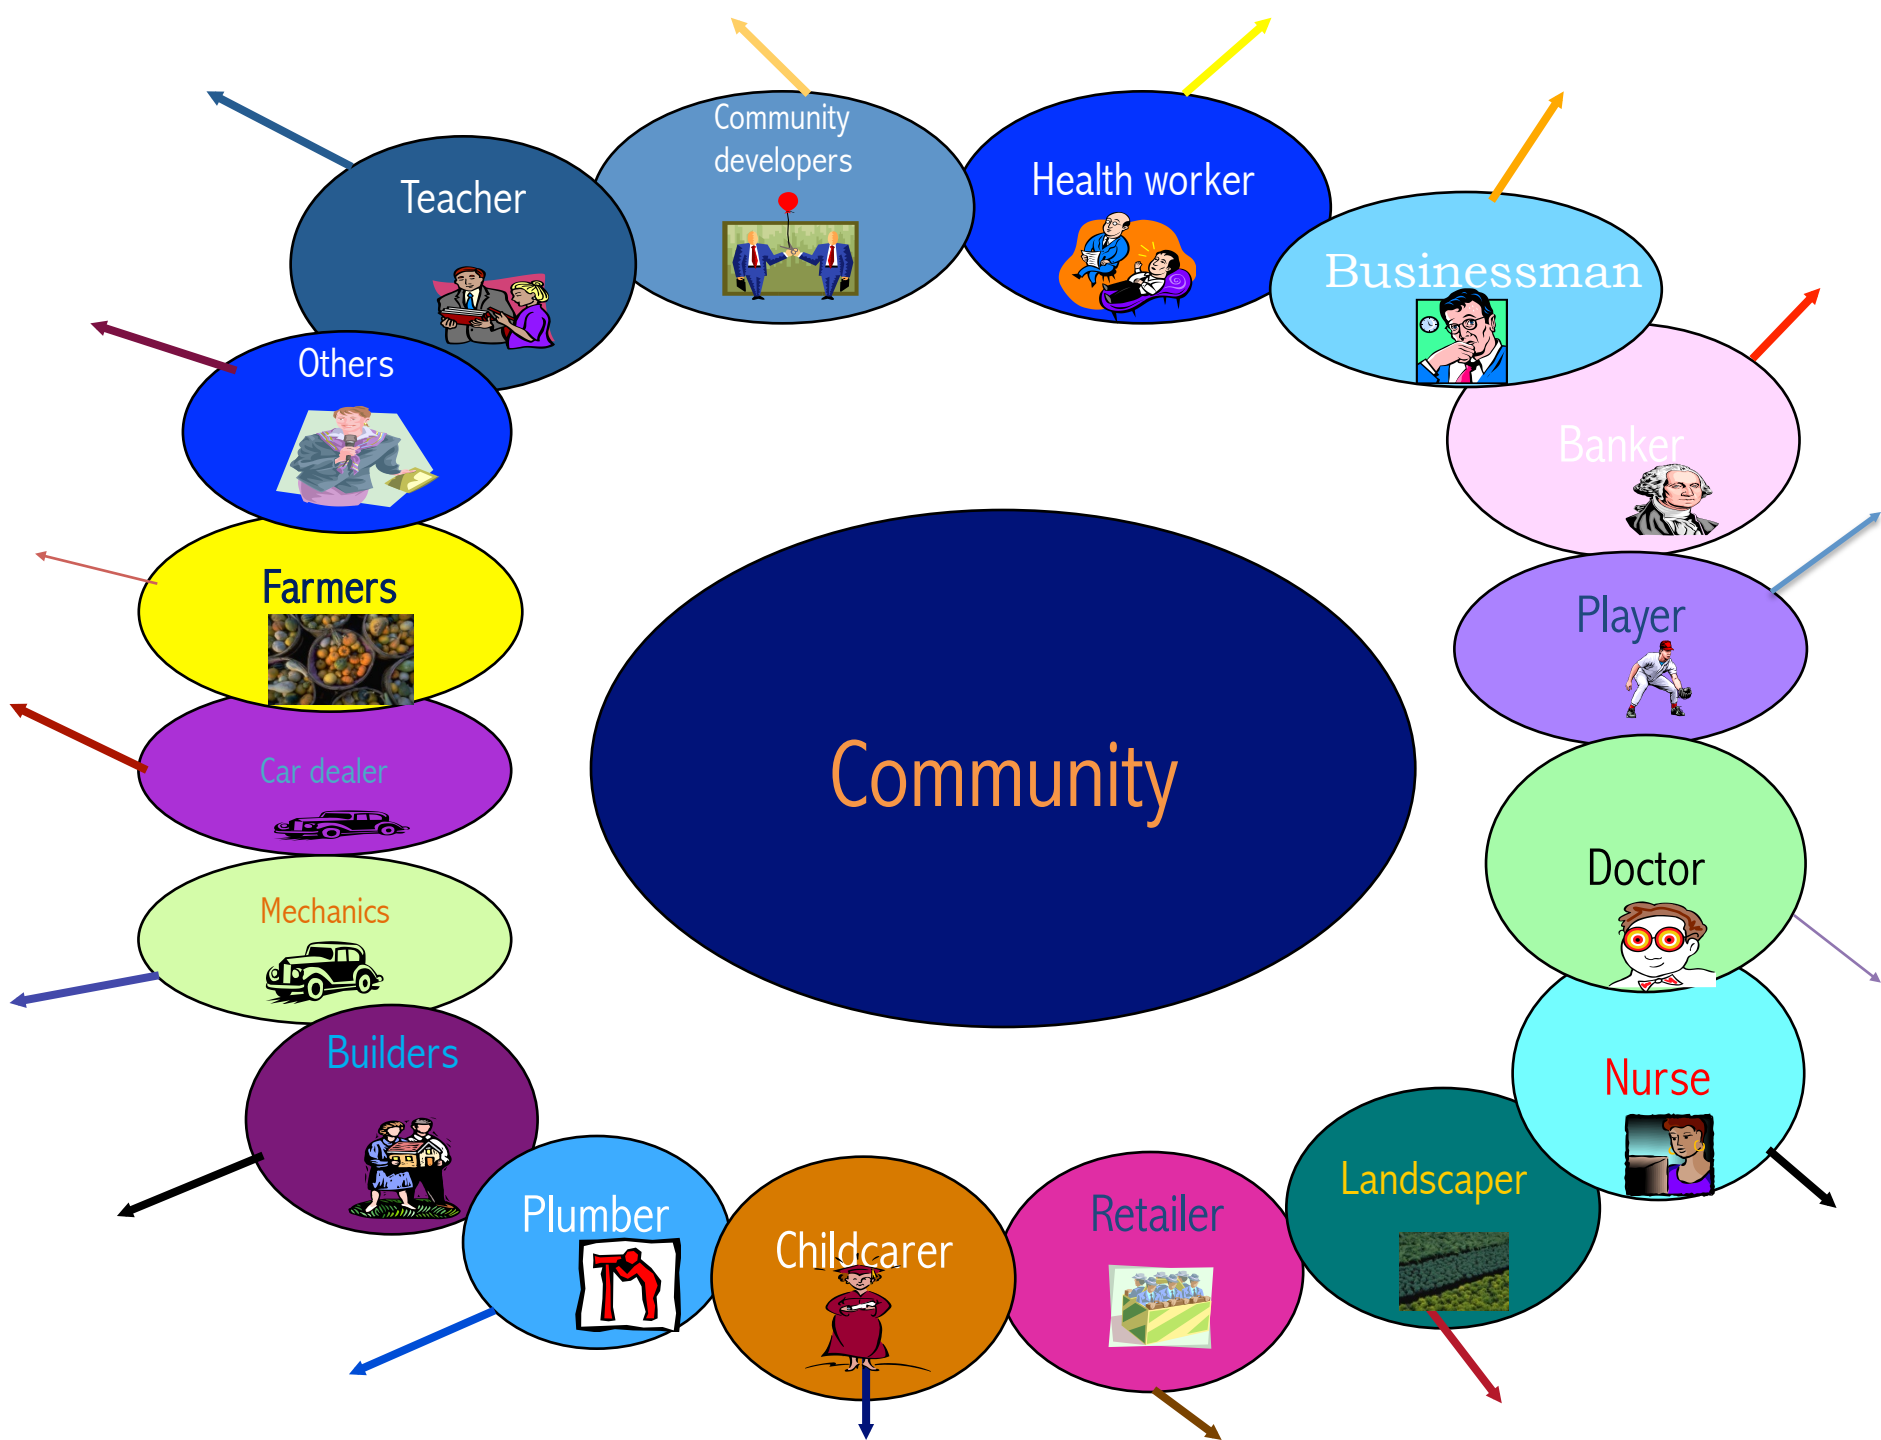 Community
developers
Health worker
Teacher
Businessman
Others
Banker
Farmers
Player
Community
Car dealer
Doctor
Mechanics
Builders
Nurse
Landscaper
Plumber
Retailer
Childcarer